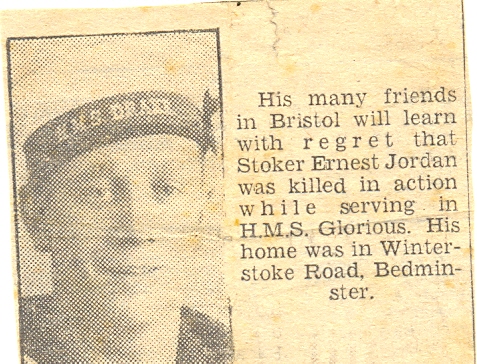 H.M.S. DRAKE
His many friends
in Bristol will learn
with regret that
Stoker Ernest Jordan
was killed in action
while serving in
H.M.S. Glorious. His
home was in Winter-
stoke Road, Bedmin-
ster.